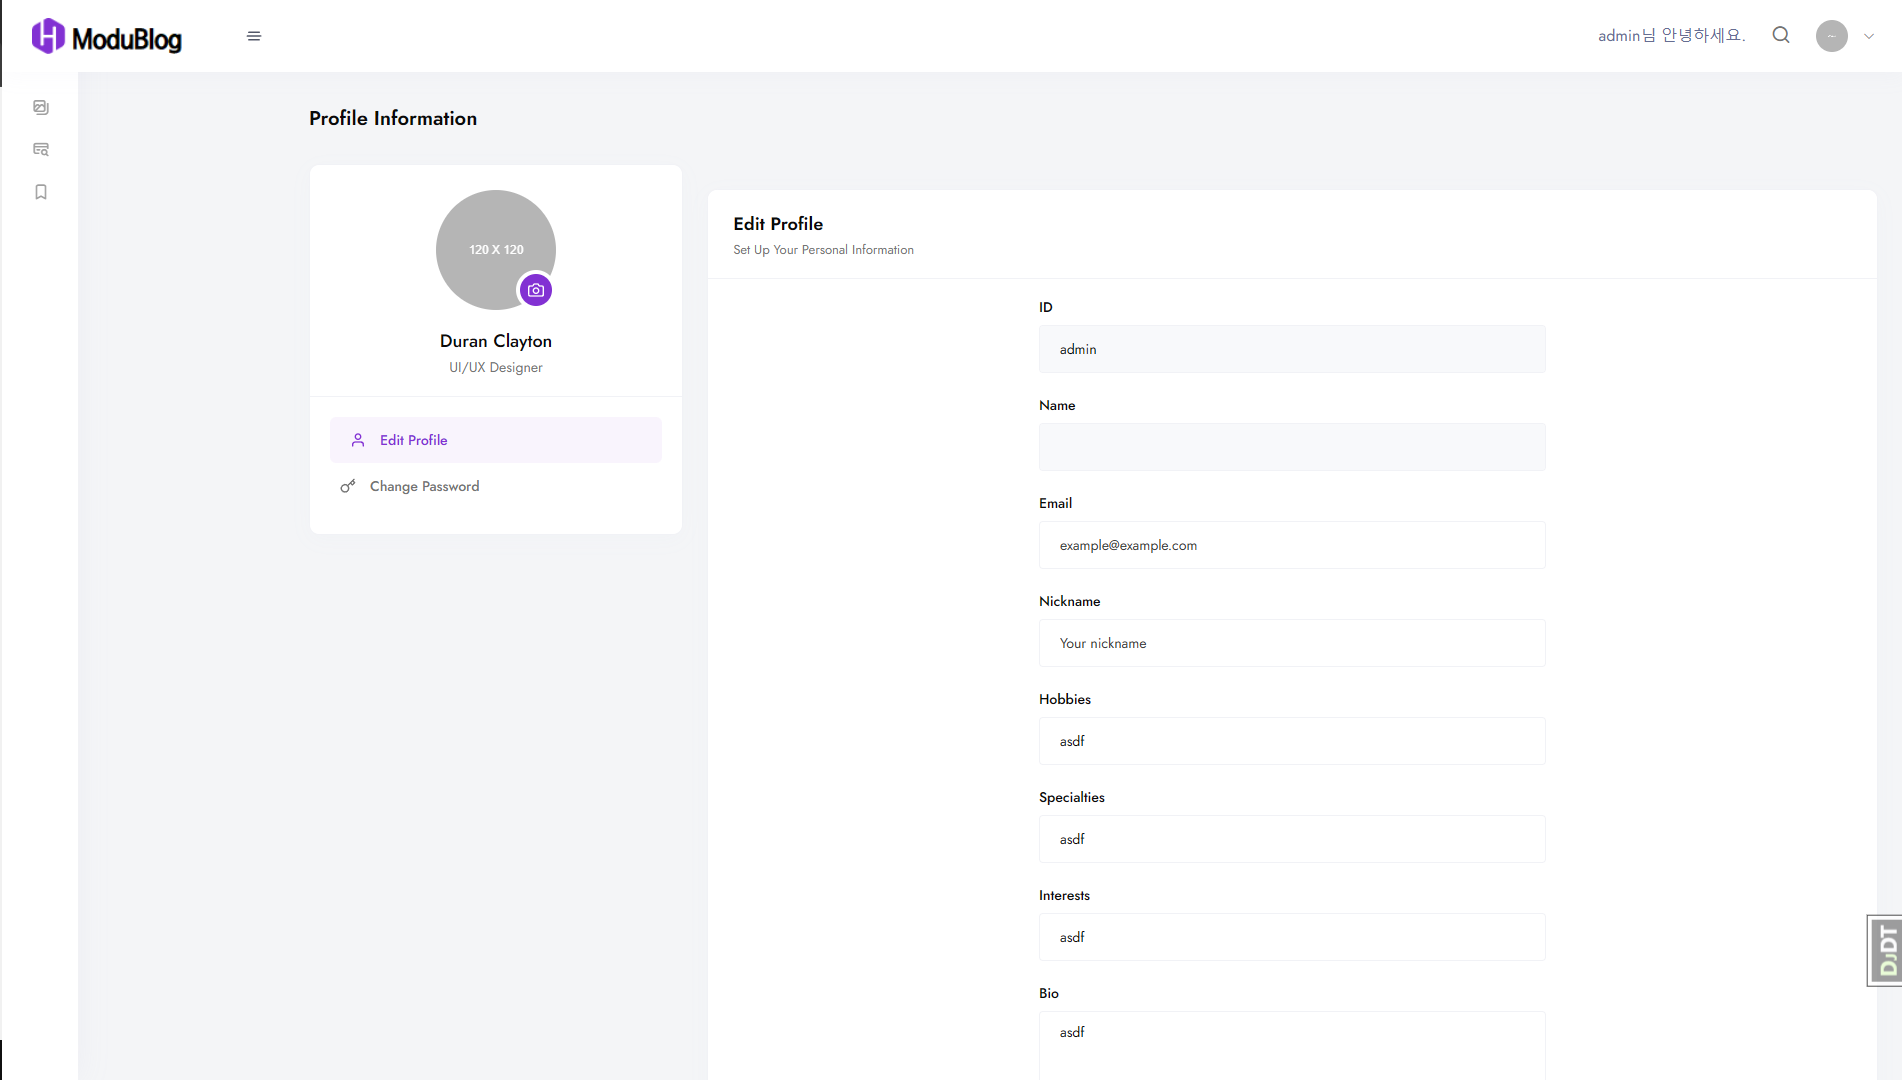 ModuBlog
admin님 안녕하세요.
Profile Information
120 X 120
Duran Clayton
UI/UX Designer
Edit Profile
Change Password
Edit Profile
Set Up Your Personal Information
ID
admin
Name
Email
example@example.com
Nickname
Your nickname
Hobbies
asdf
Specialties
asdf
Interests
asdf
Bio
asdf
DJDT